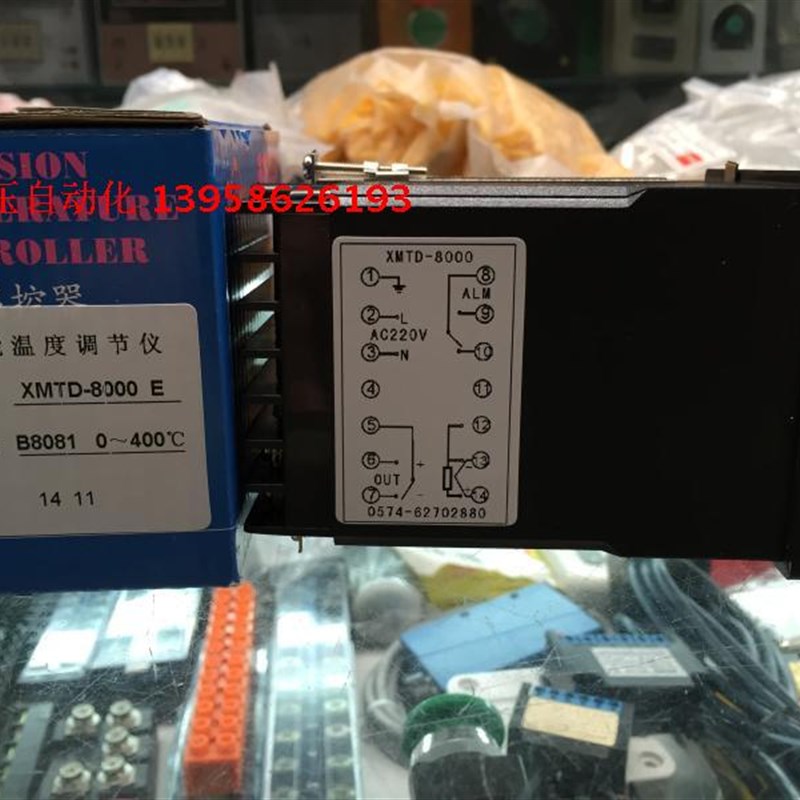 SION
ERATURE
ROLLER
控器
压自动化 13958626193
温度调节仪
XMTD-8000 E
B8081 0～400℃
14 11
XMTD-8000
① ⑧
ALM
② L ⑨
AC220V
③ N ⑩
④ ⑪
⑤ ⑫
⑥ + ⑬
OUT
⑦ - ⑭
0574-62702880